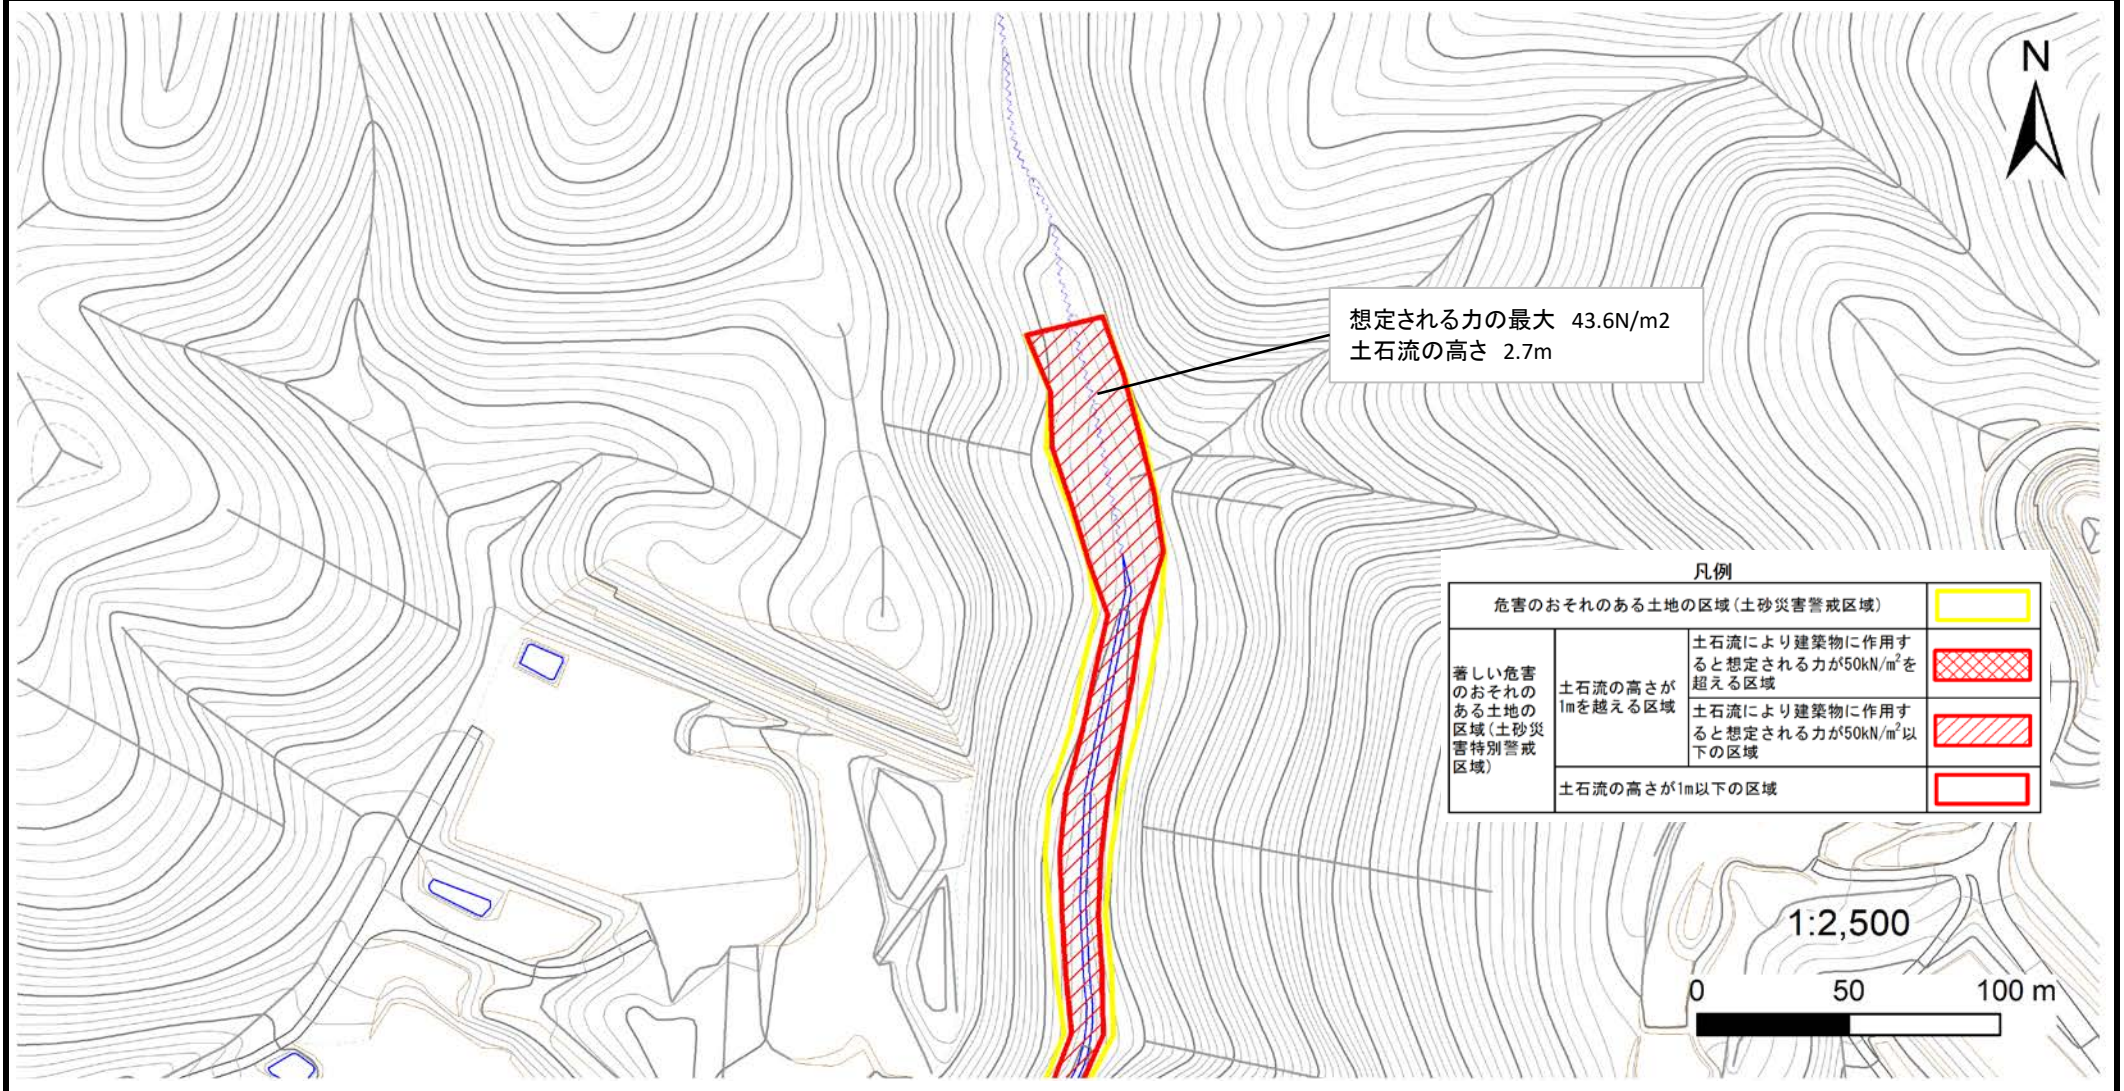 N
想定される力の最大 43.6N/m2
土石流の高さ 2.7m
凡例
危害のおそれのある土地の区域(土砂災害警戒区域)
著しい危害
のおそれの
ある土地の
区域(土砂災
害特別警戒
区域)
土石流の高さが
1mを越える区域
土石流により建築物に作用す
ると想定される力が50kN/m²を
超える区域
土石流により建築物に作用す
ると想定される力が50kN/m²以
下の区域
土石流の高さが1m以下の区域
1:2,500
0 50 100 m